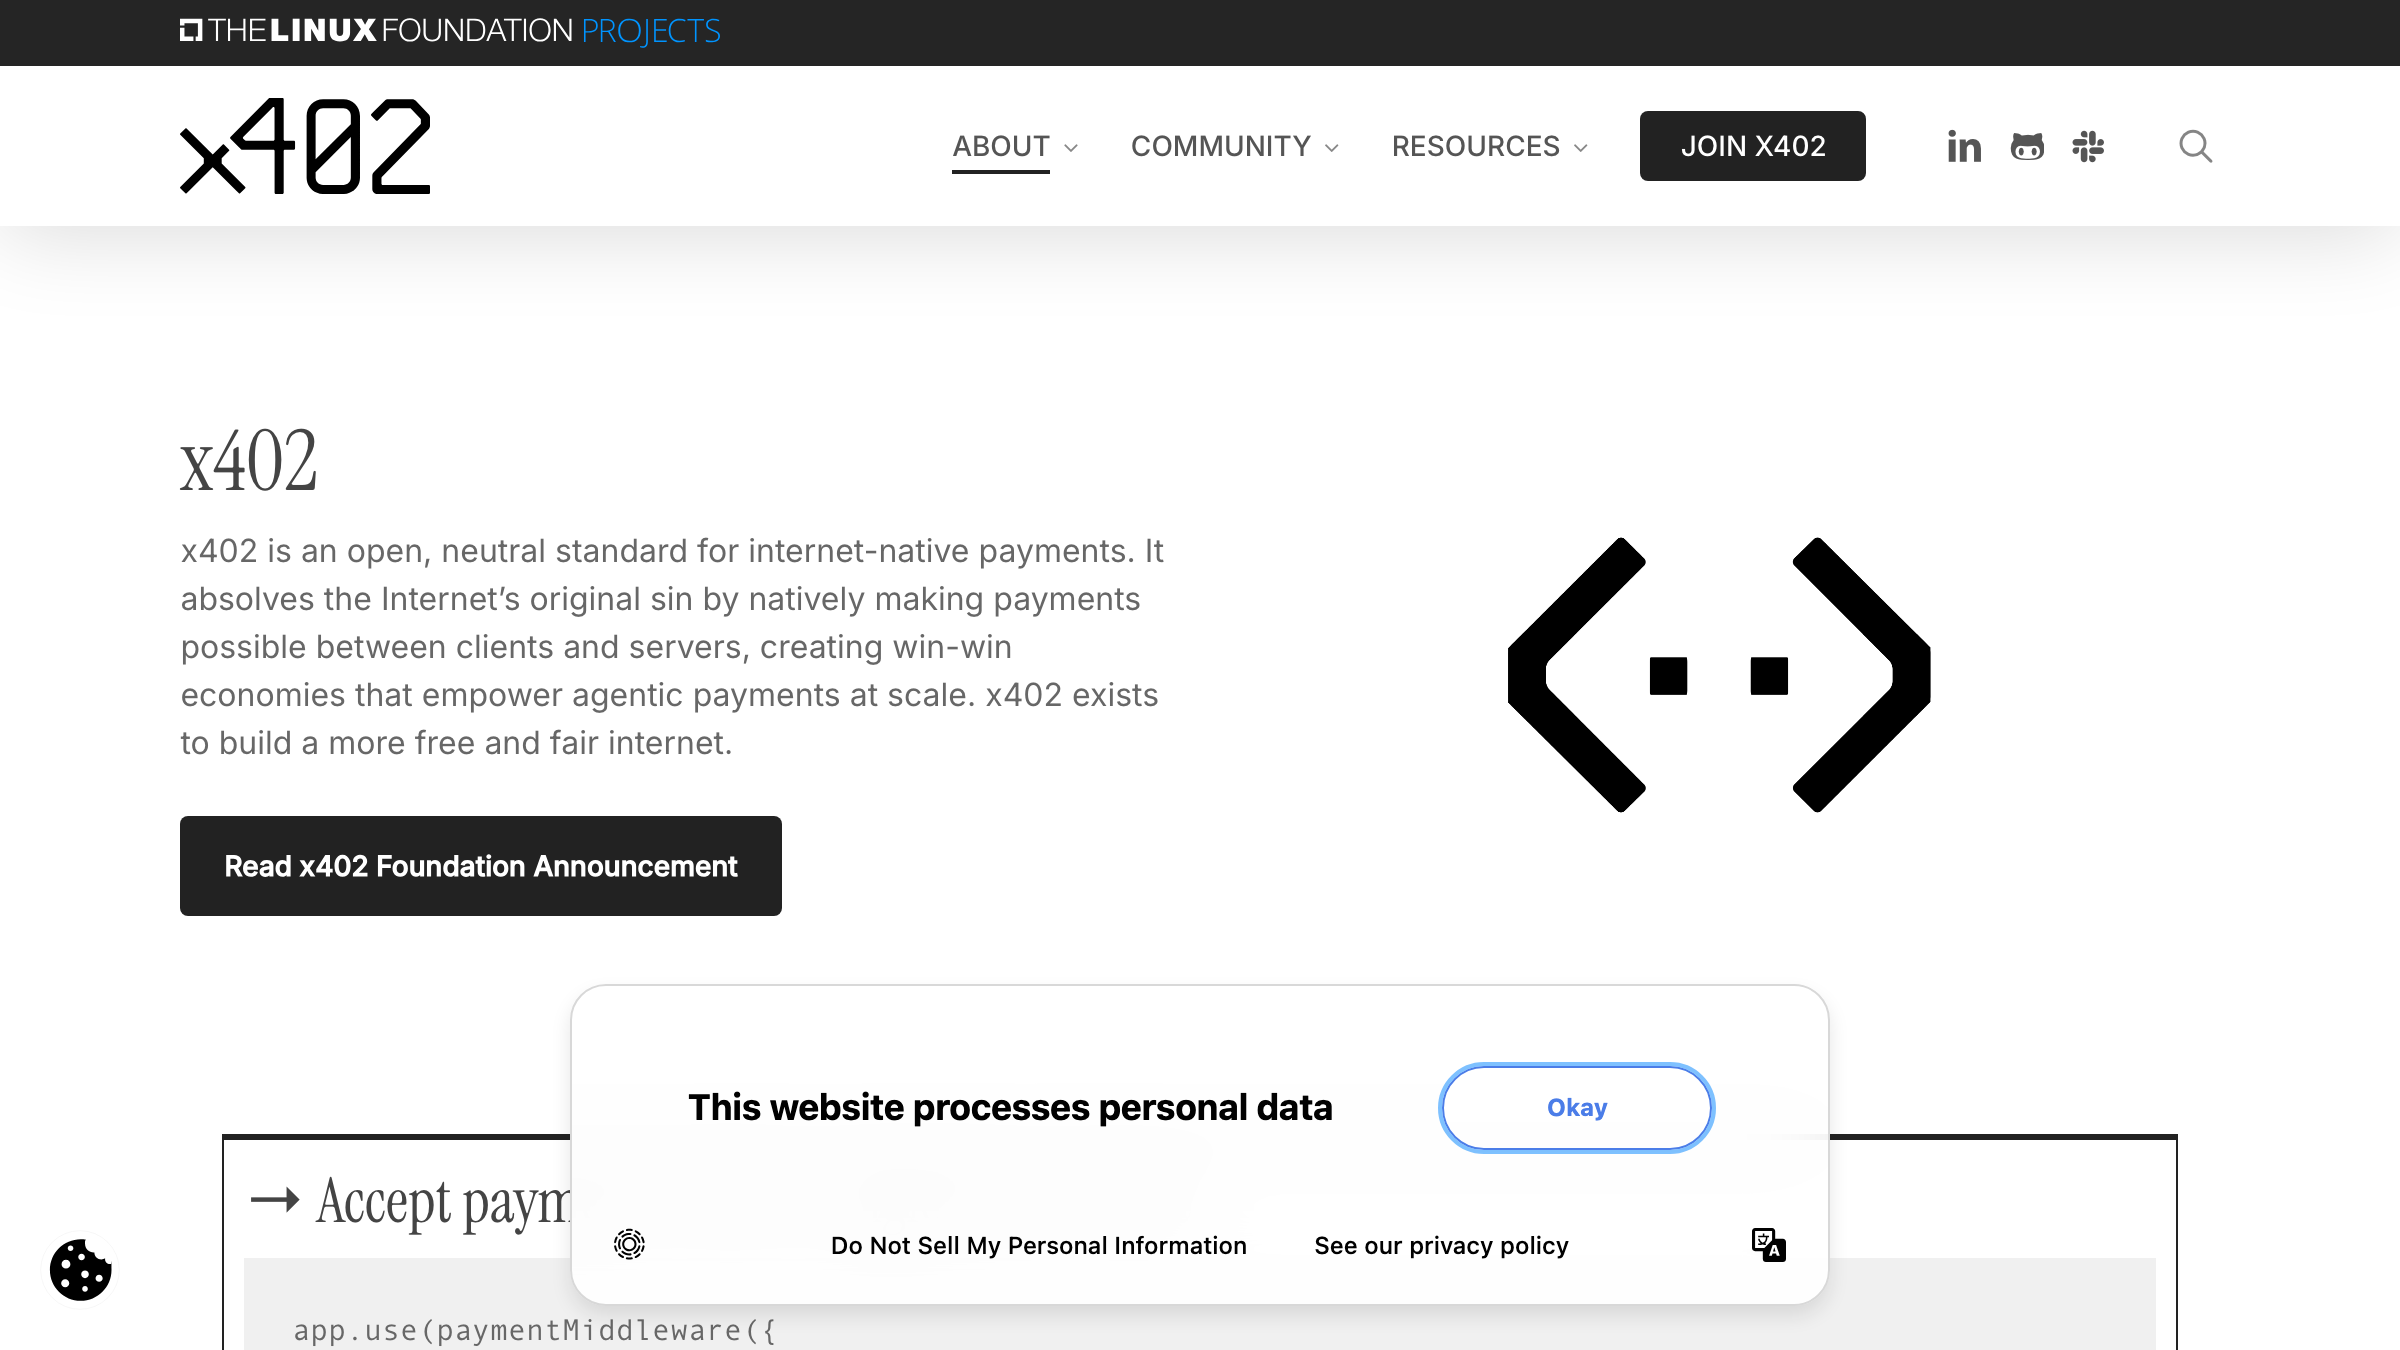 THE LINUX FOUNDATION PROJECTS
x402
ABOUT
COMMUNITY
RESOURCES
JOIN X402
in
x402
x402 is an open, neutral standard for internet-native payments. It
absolves the Internet’s original sin by natively making payments
possible between clients and servers, creating win-win
economies that empower agentic payments at scale. x402 exists
to build a more free and fair internet.
Read x402 Foundation Announcement
This website processes personal data
Okay
Do Not Sell My Personal Information
See our privacy policy
→ Accept paym
app.use(paymentMiddleware({